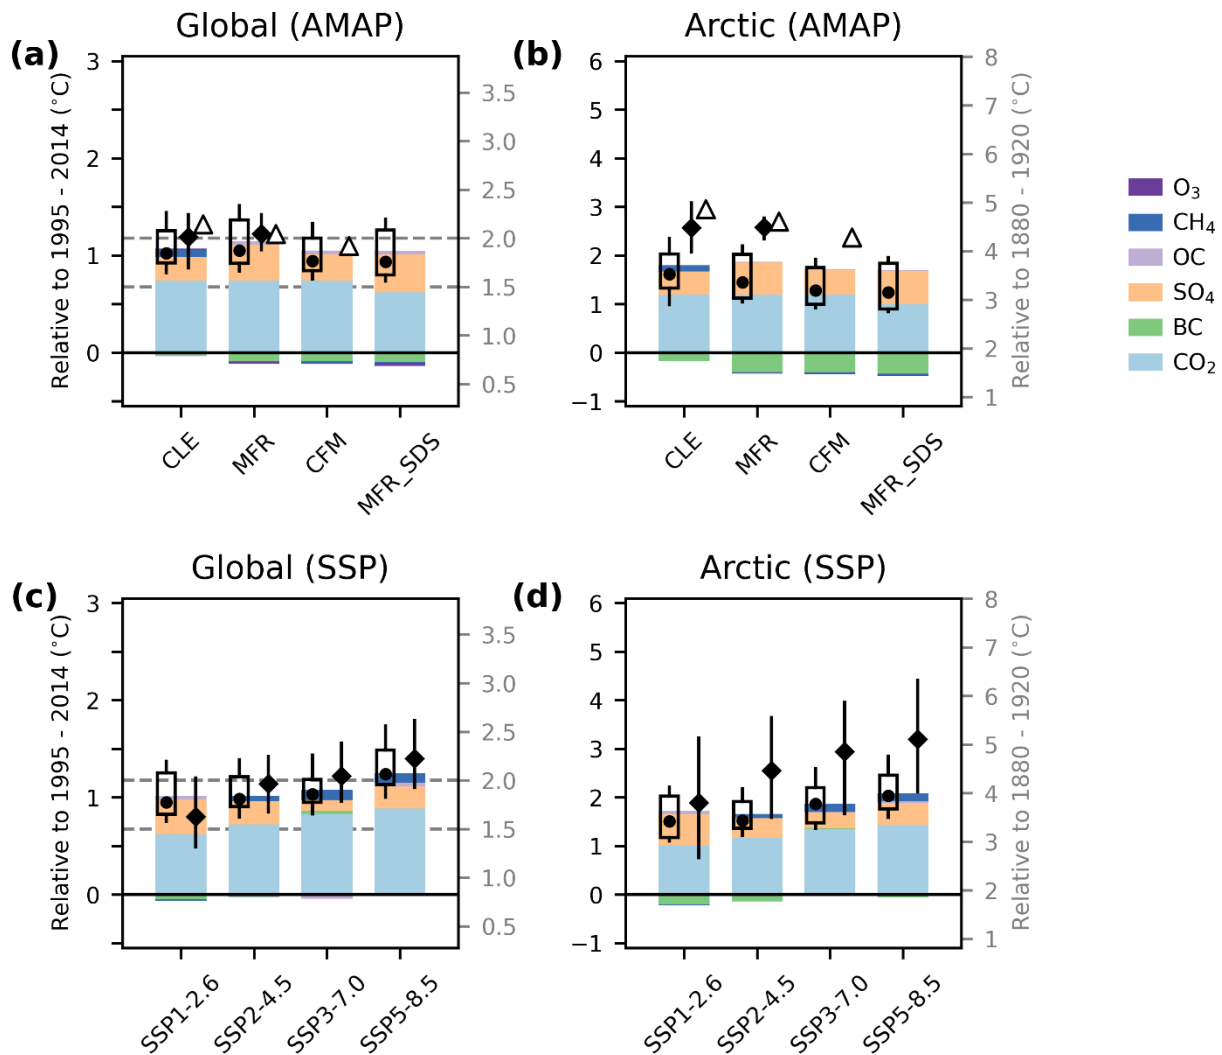 Global (AMAP)
Arctic (AMAP)
(a)
(b)
Relative to 1995 - 2014 (°C)
3
2
1
0
3.5
3.0
2.5
2.0
1.5
1.0
0.5
CLE
MFR
CFM
MFR_SDS
6
5
4
3
2
1
0
−1
8
7
6
5
4
3
2
1
Relative to 1880 - 1920 (°C)
CLE
MFR
CFM
MFR_SDS
O₃
CH₄
OC
SO₄
BC
CO₂
Global (SSP)
Arctic (SSP)
(c)
(d)
Relative to 1995 - 2014 (°C)
3
2
1
0
3.5
3.0
2.5
2.0
1.5
1.0
0.5
SSP1-2.6
SSP2-4.5
SSP3-7.0
SSP5-8.5
6
5
4
3
2
1
0
−1
8
7
6
5
4
3
2
1
Relative to 1880 - 1920 (°C)
SSP1-2.6
SSP2-4.5
SSP3-7.0
SSP5-8.5